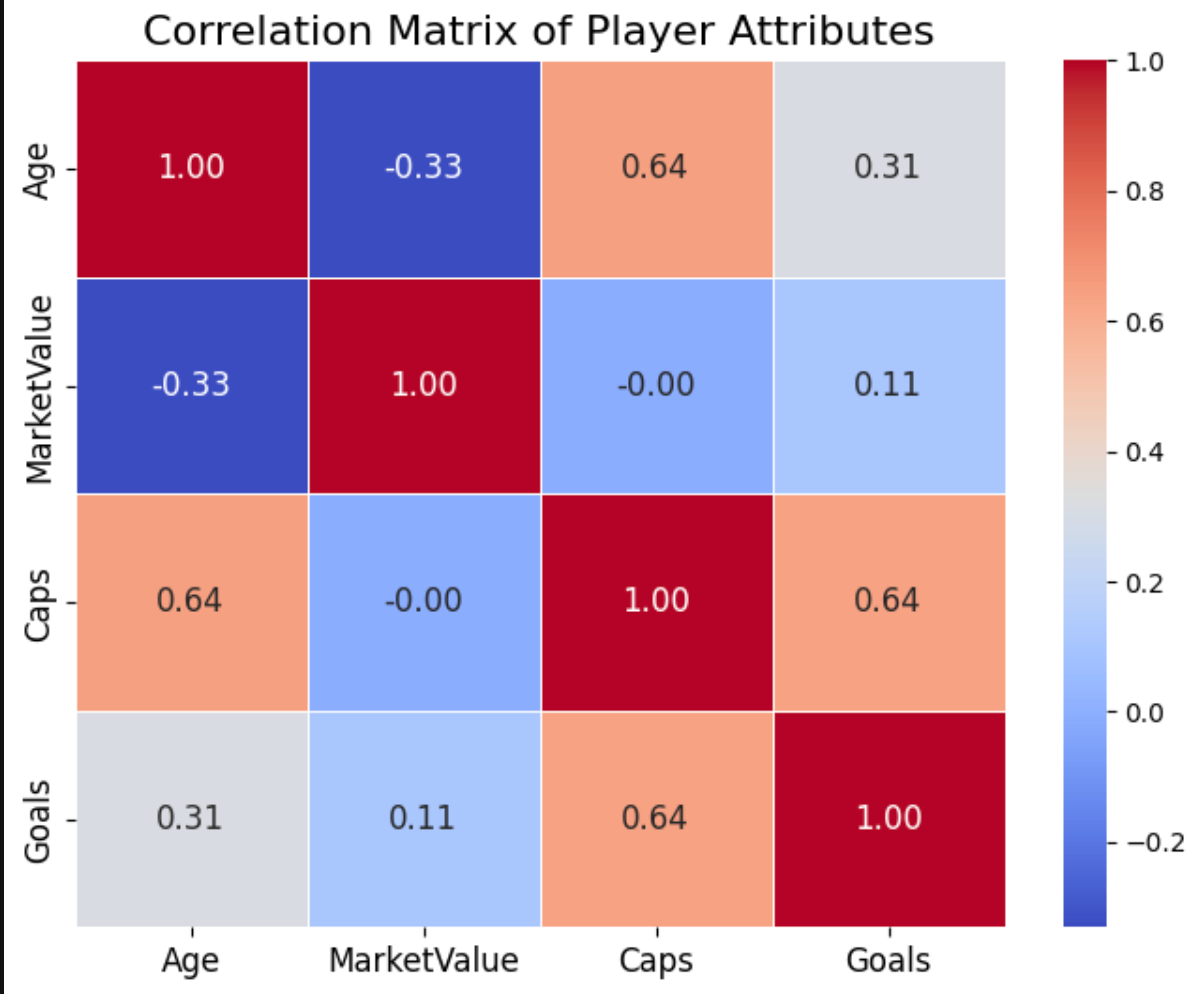 Correlation Matrix of Player Attributes
Age 1.00 -0.33 0.64 0.31
MarketValue -0.33 1.00 -0.00 0.11
Caps 0.64 -0.00 1.00 0.64
Goals 0.31 0.11 0.64 1.00
Age MarketValue Caps Goals
1.0
0.8
0.6
0.4
0.2
0.0
−0.2